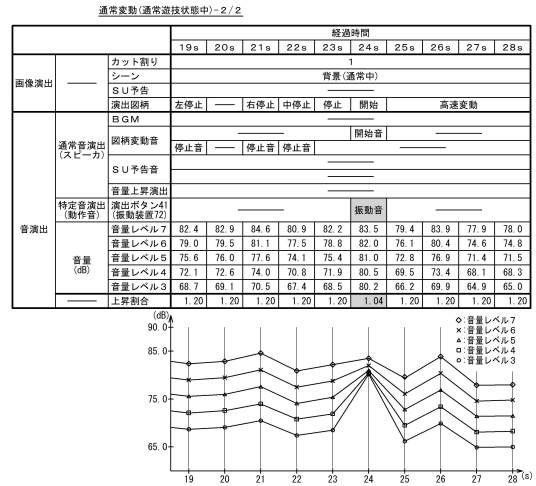 通常変動(通常遊技状態中)-2/2
経過時間
19s 20s 21s 22s 23s 24s 25s 26s 27s 28s
画像演出 ―― カット割り 1
シーン 背景(通常中)
SU予告 ――
演出図柄 左停止 ―― 右停止 中停止 停止 開始 高速変動
音演出 通常音演出(スピーカ) BGM ――
図柄変動音 ―― 開始音 ――
停止音 ―― 停止音 停止音 ――
SU予告音 ――
――
音量上昇演出 ――
特定音演出(動作音) 演出ボタン41(振動装置72) ―― 振動音 ――
音量(dB) 音量レベル7 82.4 82.9 84.6 80.9 82.2 83.5 79.4 83.9 77.9 78.0
音量レベル6 79.0 79.5 81.1 77.5 78.8 82.0 76.1 80.4 74.6 74.8
音量レベル5 75.6 76.0 77.6 74.1 75.4 81.0 72.8 76.9 71.4 71.5
音量レベル4 72.1 72.6 74.0 70.8 71.9 80.5 69.5 73.4 68.1 68.3
音量レベル3 68.7 69.1 70.5 67.4 68.5 80.2 66.2 69.9 64.9 65.0
―― 上昇割合 1.20 1.20 1.20 1.20 1.20 1.04 1.20 1.20 1.20 1.20
(dB)
90.0
85.0
75.0
65.0
◇:音量レベル7
×:音量レベル6
△:音量レベル5
□:音量レベル4
○:音量レベル3
19 20 21 22 23 24 25 26 27 28 (s)